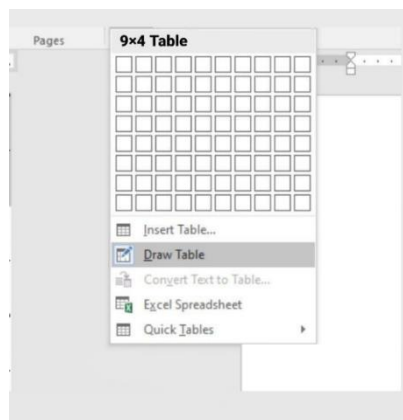 Pages
9×4 Table
Insert Table...
Draw Table
Convert Text to Table...
Excel Spreadsheet
Quick Tables